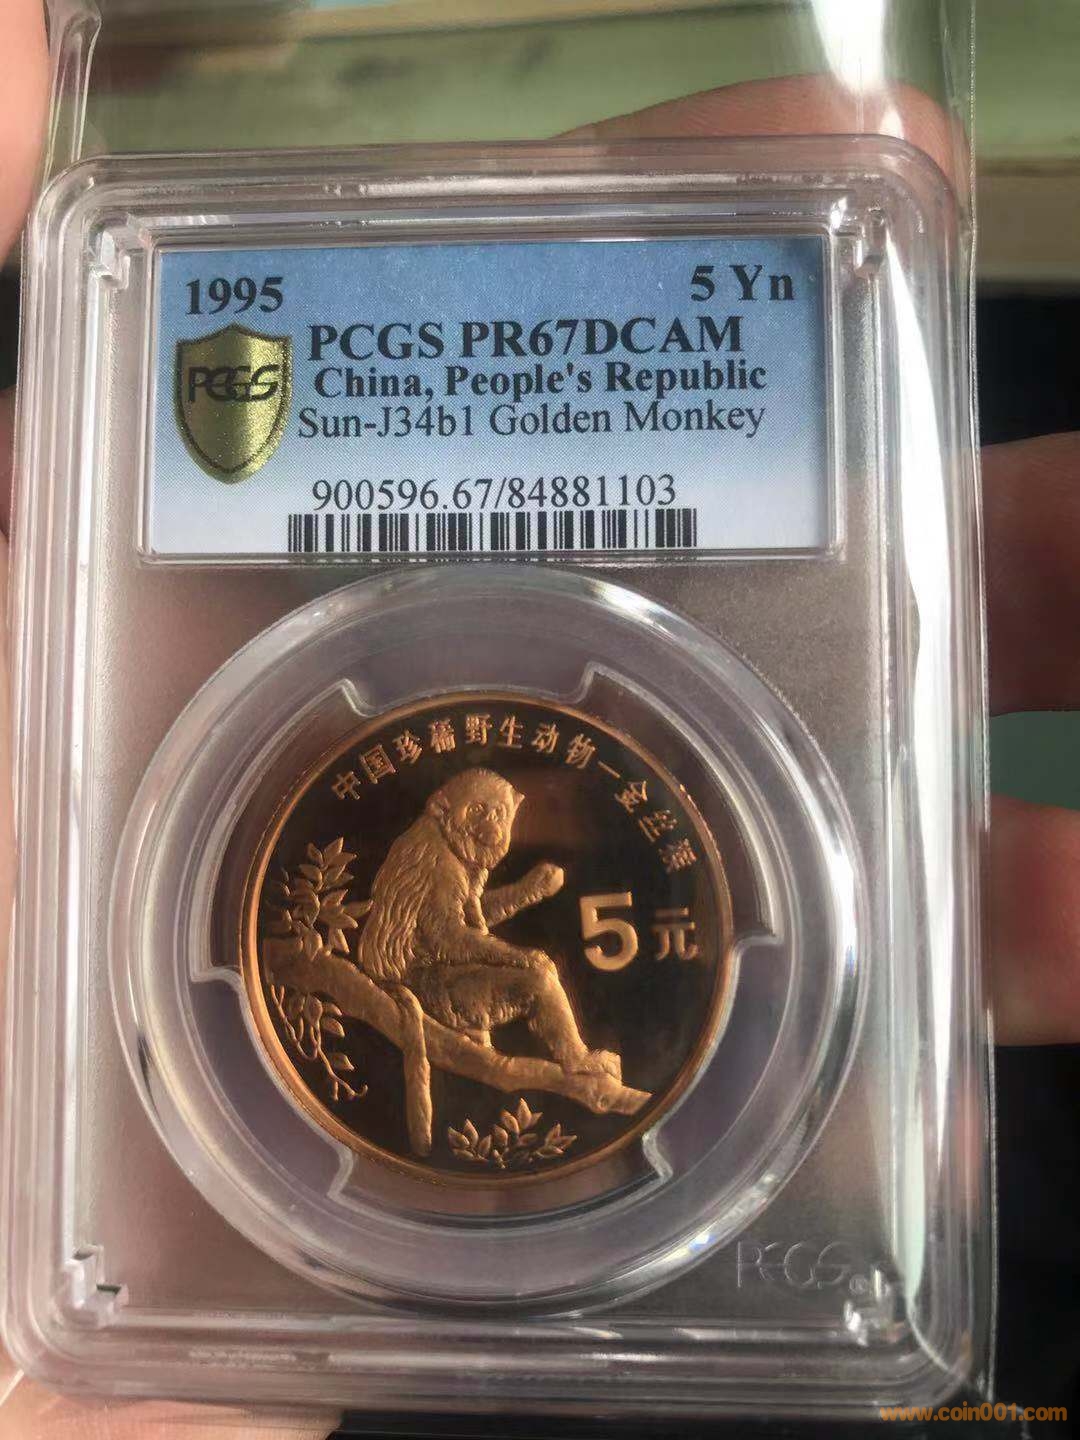 1995
5 Yn
PCGS PR67DCAM
PCGS
China, People's Republic
Sun-J34b1 Golden Monkey
900596.67/84881103
中国珍稀野生动物—金丝猴
5元
PCGS
www.coin001.com